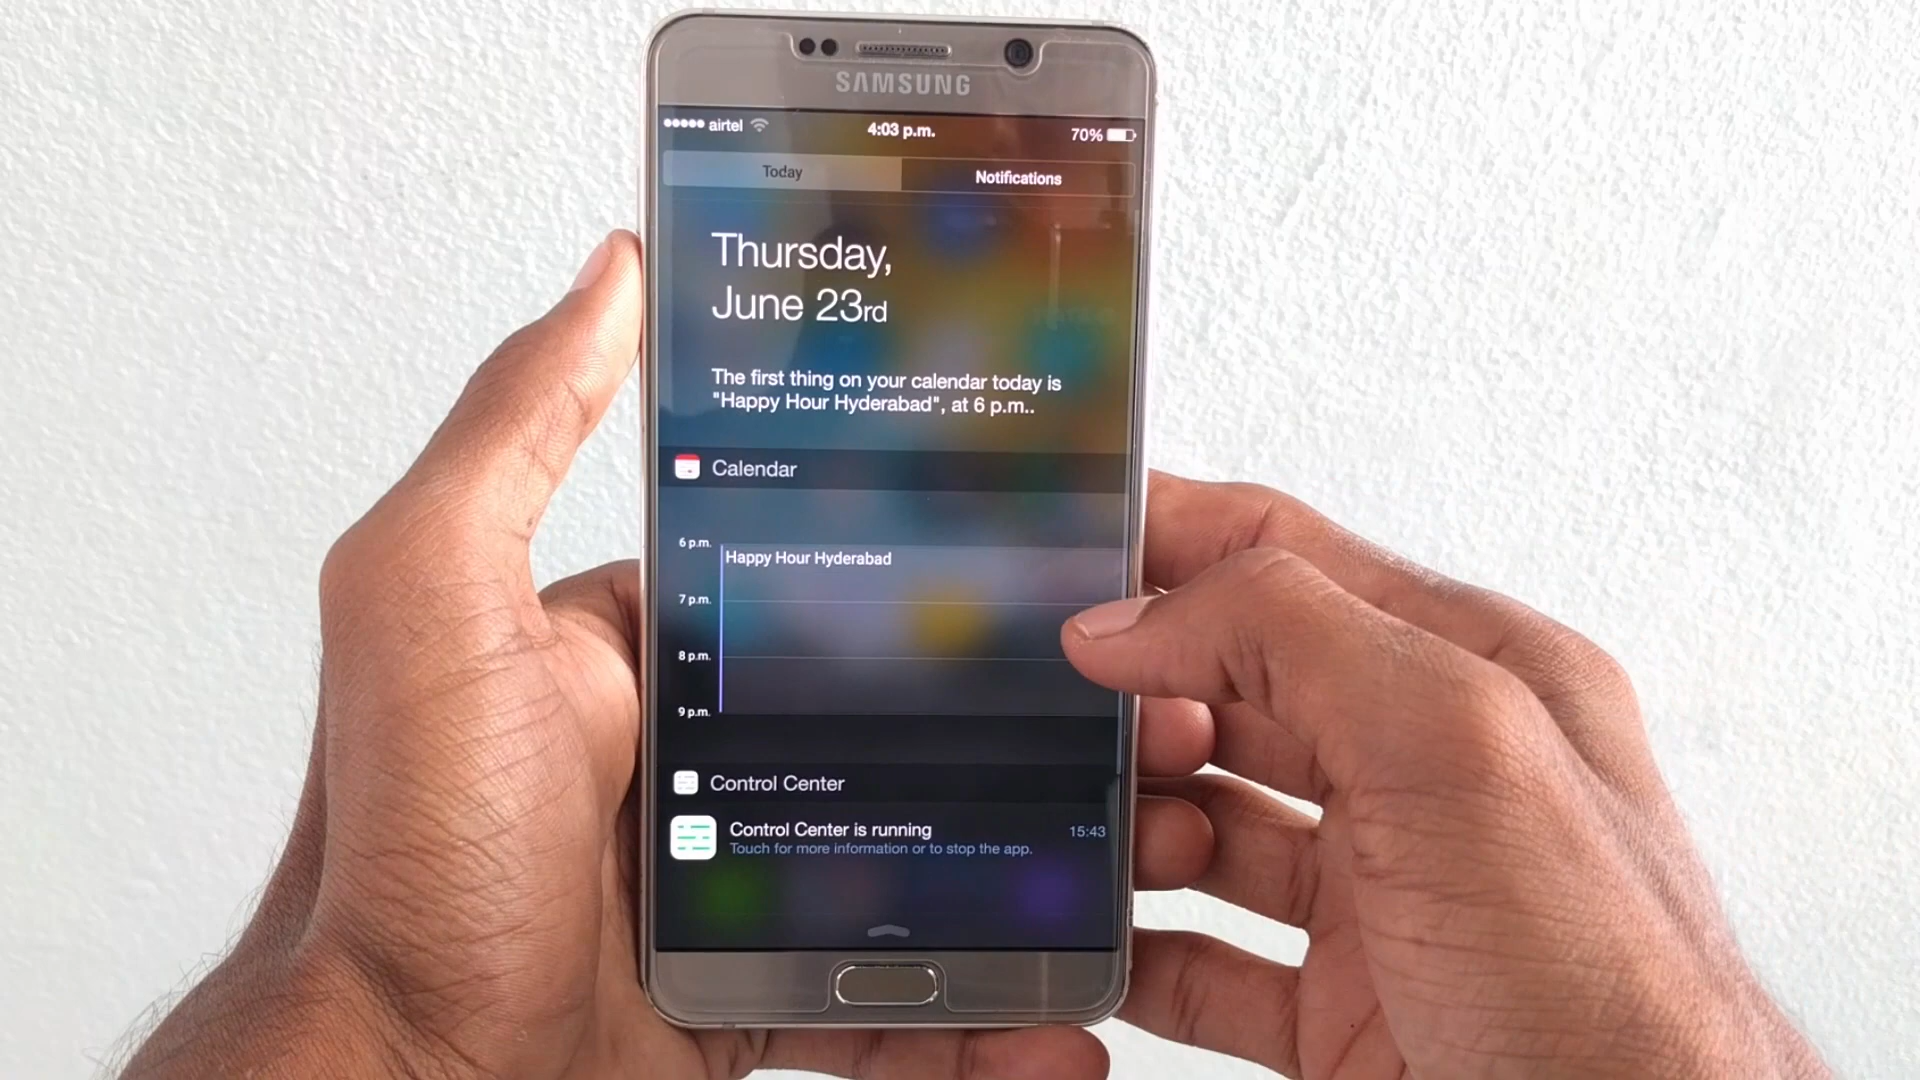 SAMSUNG
airtel 4:03 p.m. 70%
Today Notifications
Thursday,
June 23rd
The first thing on your calendar today is
"Happy Hour Hyderabad", at 6 p.m..
Calendar
6 p.m.
Happy Hour Hyderabad
7 p.m.
8 p.m.
9 p.m.
Control Center
Control Center is running 15:43
Touch for more information or to stop the app.